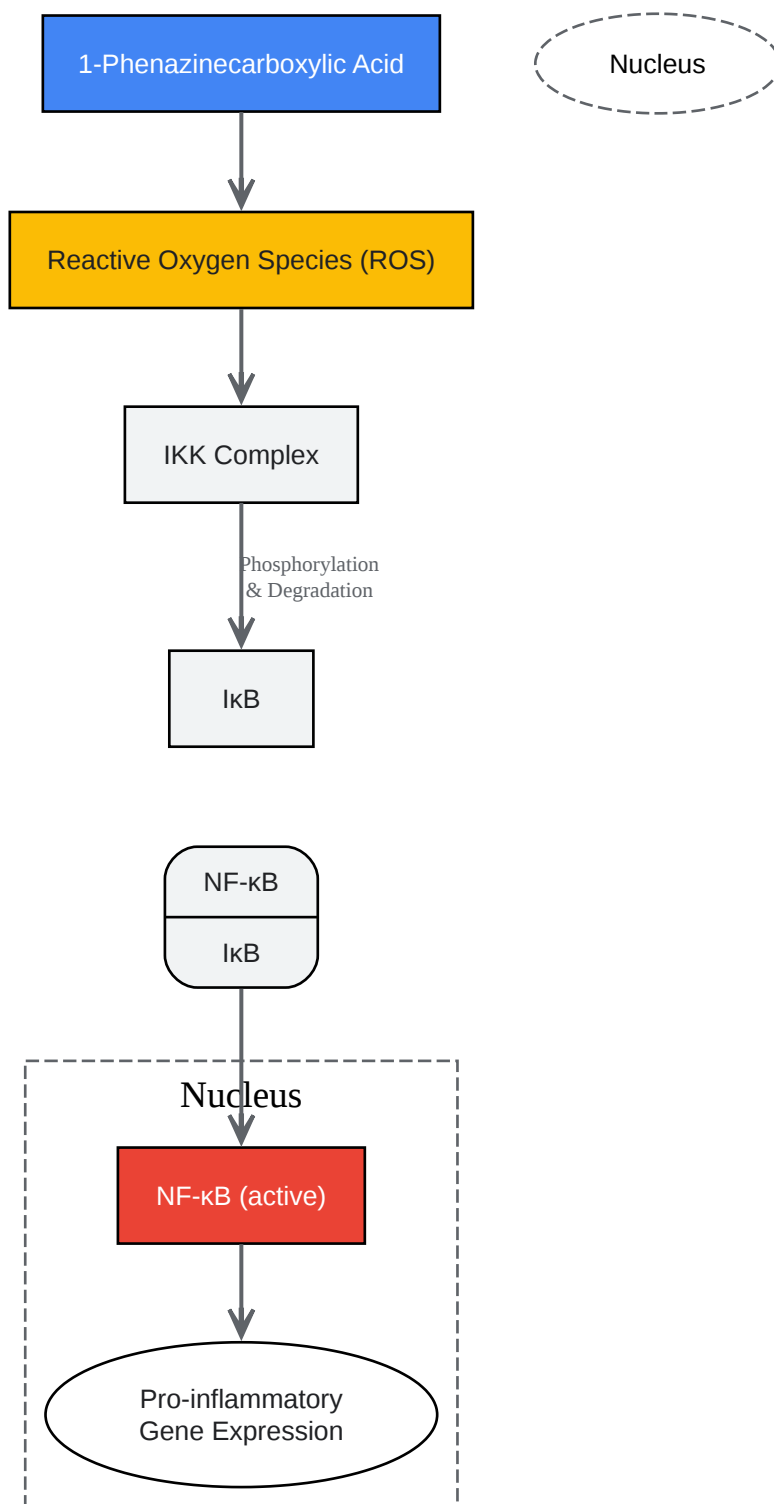 1-Phenazinecarboxylic Acid
Nucleus
Reactive Oxygen Species (ROS)
IKK Complex
Phosphorylation
& Degradation
IκB
NF-κB
IκB
Nucleus
NF-κB (active)
Pro-inflammatory
Gene Expression